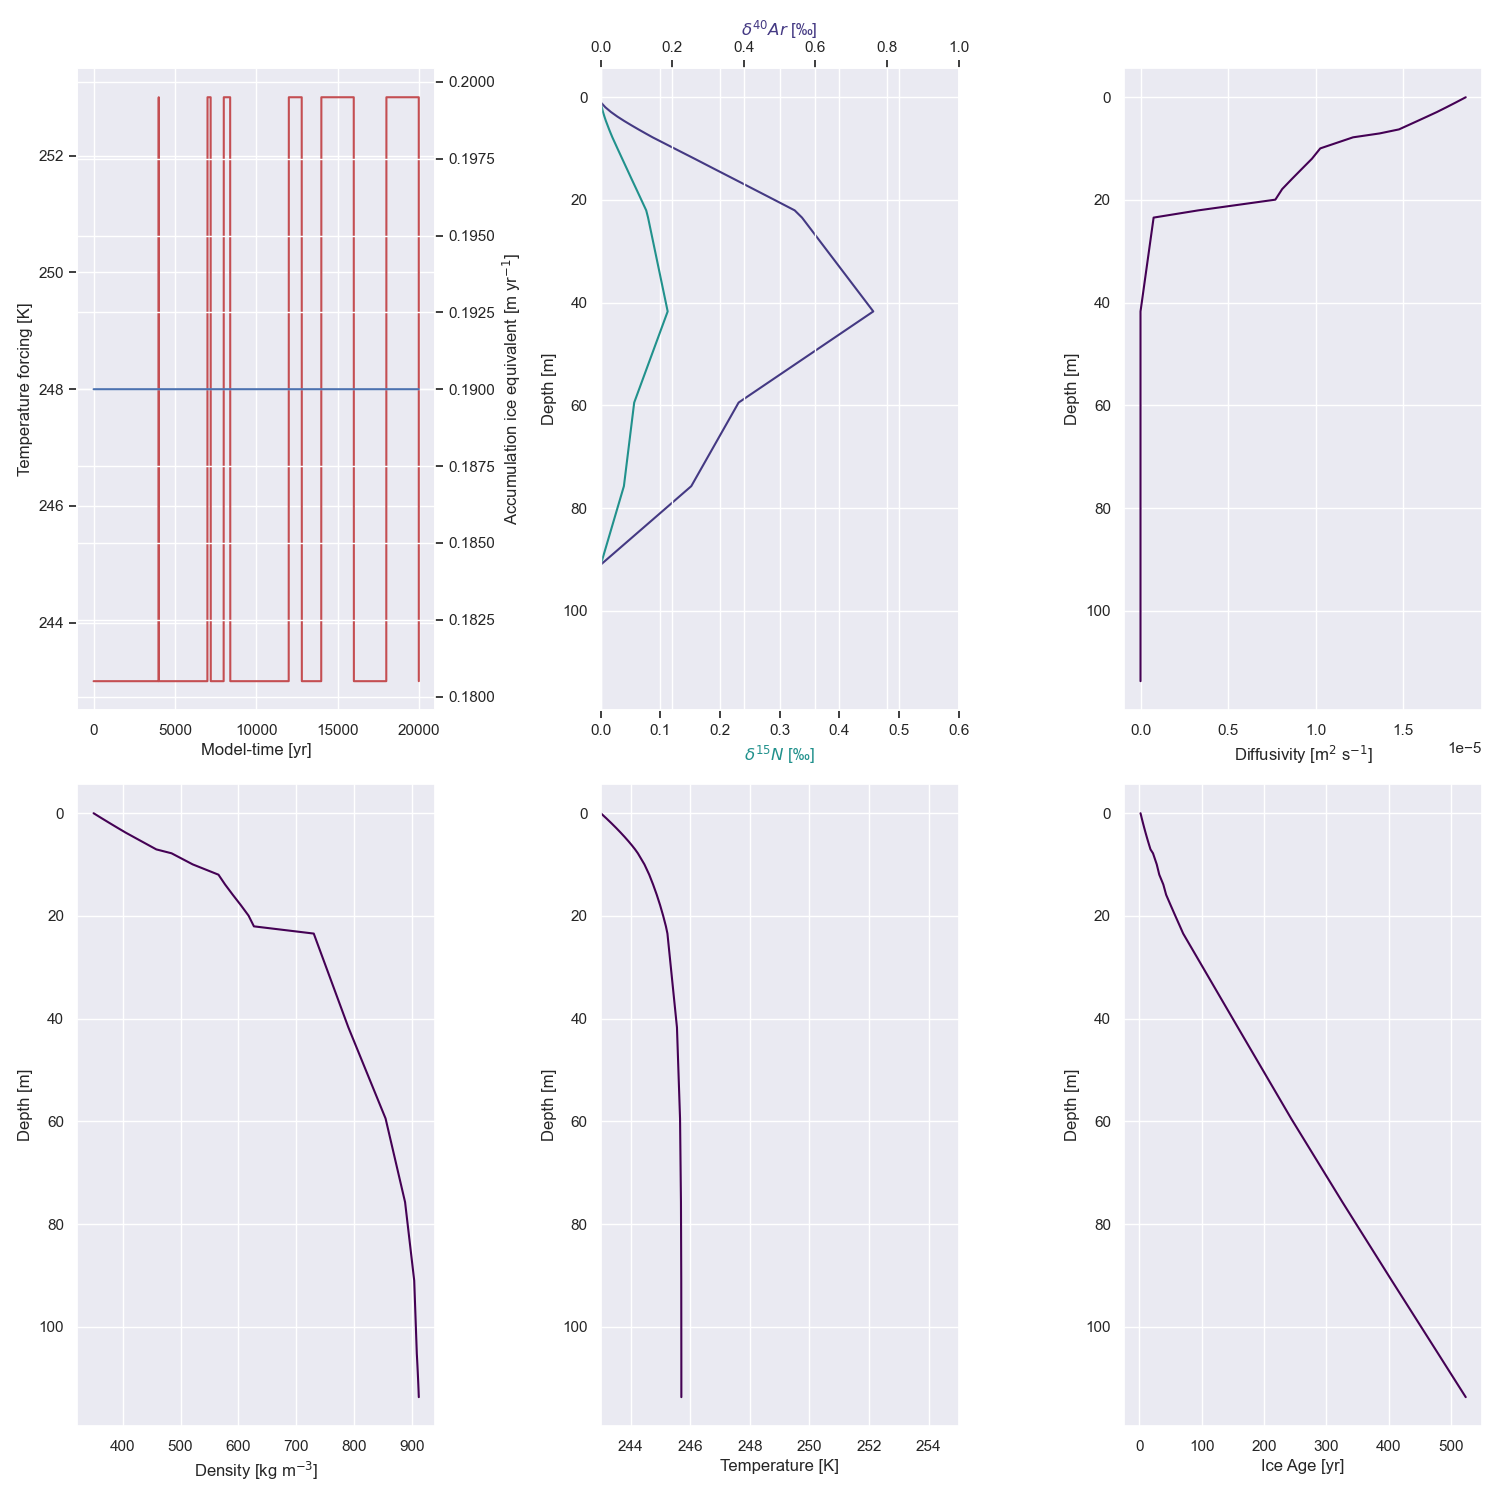 δ⁴⁰Ar [‰]
0.0 0.2 0.4 0.6 0.8 1.0
Temperature forcing [K]
252
250
248
246
244
0 5000 10000 15000 20000
Model-time [yr]
0.2000
0.1975
0.1950
0.1925
0.1900
0.1875
0.1850
0.1825
0.1800
Accumulation ice equivalent [m yr⁻¹]
Depth [m]
0
20
40
60
80
100
0.0 0.1 0.2 0.3 0.4 0.5 0.6
δ¹⁵N [‰]
Depth [m]
0
20
40
60
80
100
0.0 0.5 1.0 1.5
1e−5
Diffusivity [m² s⁻¹]
Depth [m]
0
20
40
60
80
100
400 500 600 700 800 900
Density [kg m⁻³]
Depth [m]
0
20
40
60
80
100
244 246 248 250 252 254
Temperature [K]
Depth [m]
0
20
40
60
80
100
0 100 200 300 400 500
Ice Age [yr]